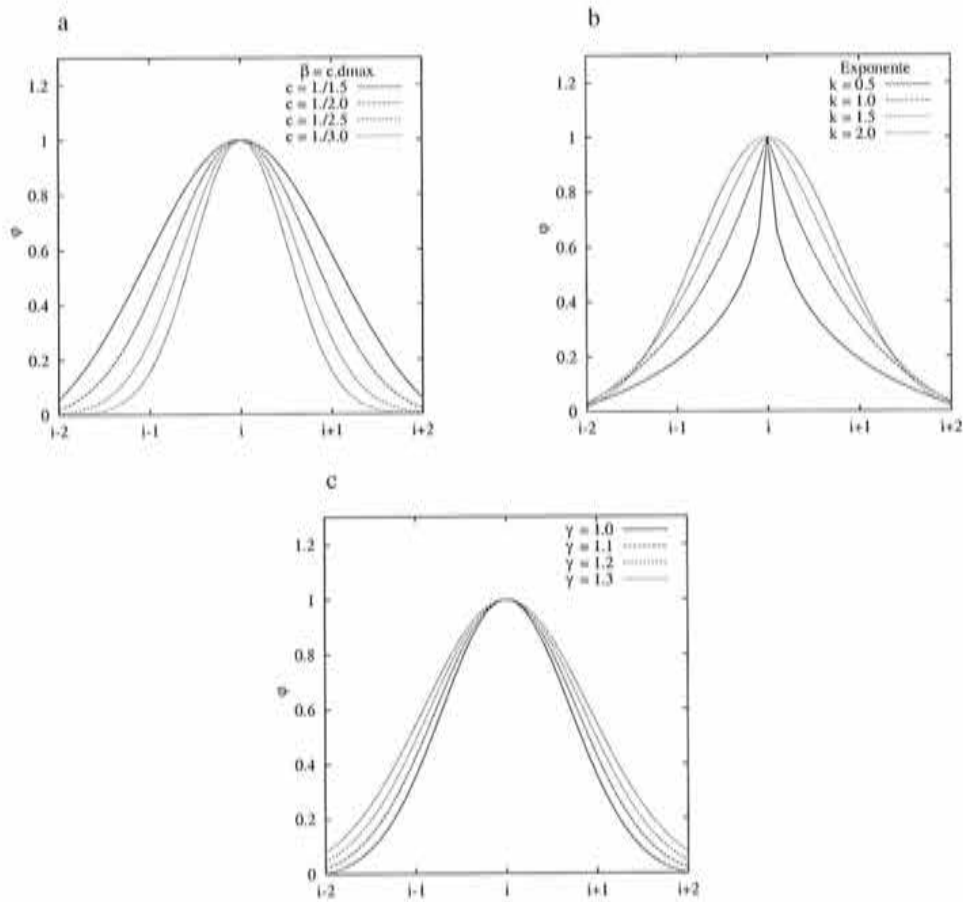 a
β = c.dmax
c = 1./1.5
c = 1./2.0
c = 1./2.5
c = 1./3.0
1.2
1
0.8
0.6
0.4
0.2
0
φ
i-2
i-1
i
i+1
i+2
b
Exponente
k = 0.5
k = 1.0
k = 1.5
k = 2.0
1.2
1
0.8
0.6
0.4
0.2
0
φ
i-2
i-1
i
i+1
i+2
c
γ = 1.0
γ = 1.1
γ = 1.2
γ = 1.3
1.2
1
0.8
0.6
0.4
0.2
0
φ
i-2
i-1
i
i+1
i+2